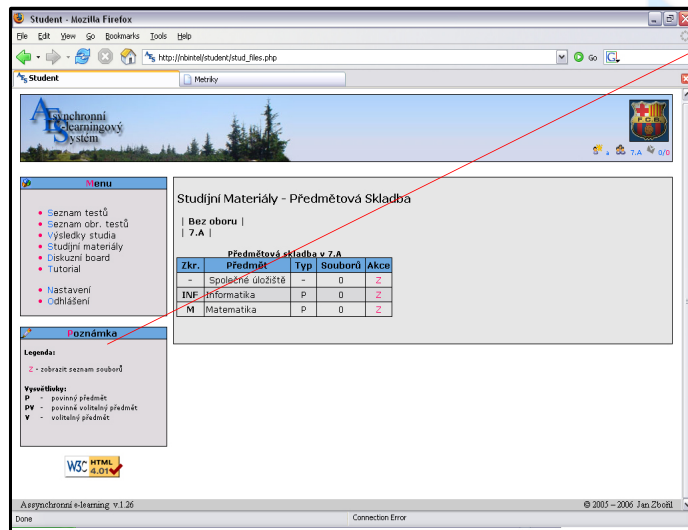 Student - Mozilla Firefox
File Edit View Go Bookmarks Tools Help
http://nbintel/student/stud_files.php
Go
Student
Metriky
Assynchronní
E-learningový
Systém
7.A 0/0
Menu
Seznam testů
Seznam obr. testů
Výsledky studia
Studijní materiály
Diskuzní board
Tutorial
Nastavení
Odhlášení
Poznámka
Legenda:
Z - zobrazit seznam souborů
Vysvětlivky:
P - povinný předmět
PV - povinně volitelný předmět
V - volitelný předmět
W3C HTML 4.01
Studijní Materiály - Předmětová Skladba
| Bez oboru |
| 7.A |
Předmětová skladba v 7.A
Zkr. Předmět Typ Souborů Akce
- Společné úložiště - 0 Z
INF Informatika P 0 Z
M Matematika P 0 Z
Assynchronní e-learning v.1.26
© 2005 – 2006 Jan Zbořil
Done
Connection Error